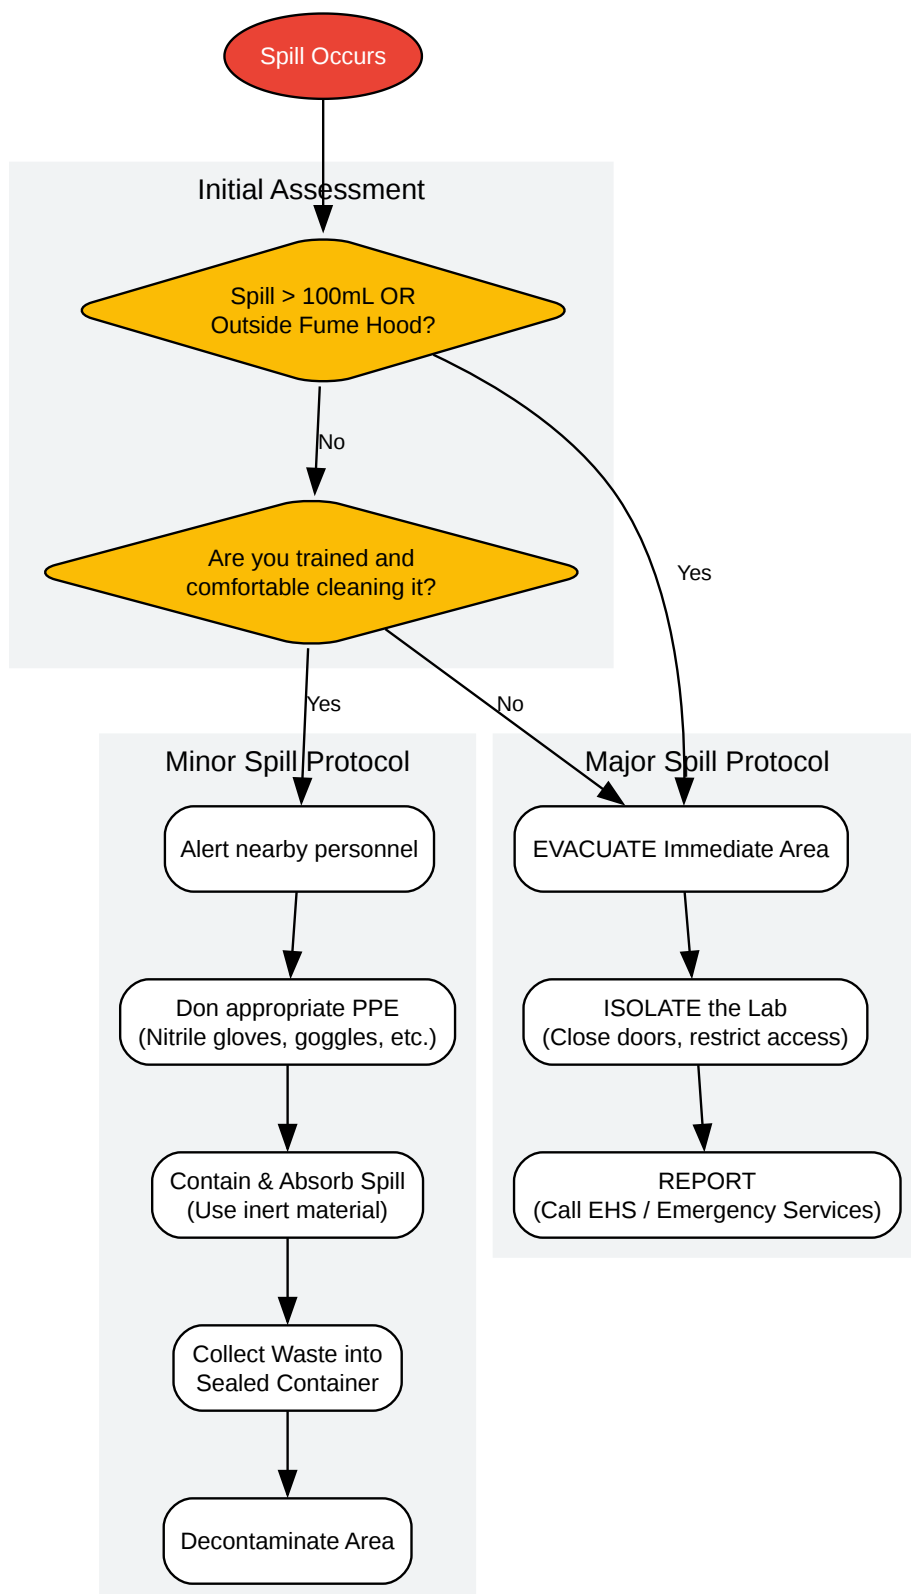 Spill Occurs
Initial Assessment
Spill > 100mL OR
Outside Fume Hood?
No
Yes
Are you trained and
comfortable cleaning it?
Yes
No
Minor Spill Protocol
Alert nearby personnel
Don appropriate PPE
(Nitrile gloves, goggles, etc.)
Contain & Absorb Spill
(Use inert material)
Collect Waste into
Sealed Container
Decontaminate Area
Major Spill Protocol
EVACUATE Immediate Area
ISOLATE the Lab
(Close doors, restrict access)
REPORT
(Call EHS / Emergency Services)